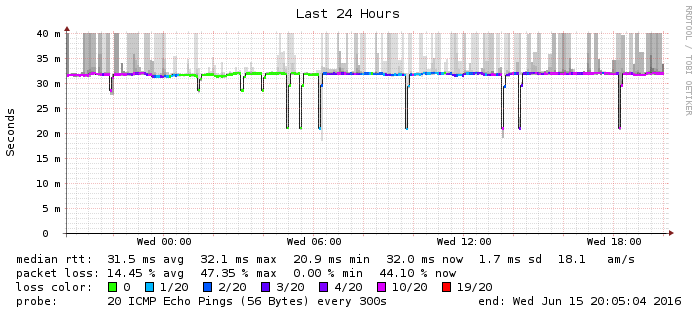 Last 24 Hours
40 m
35 m
30 m
25 m
20 m
15 m
10 m
5 m
0
Seconds
Wed 00:00 Wed 06:00 Wed 12:00 Wed 18:00
RRDTOOL / TOBI OETIKER
median rtt: 31.5 ms avg 32.1 ms max 20.9 ms min 32.0 ms now 1.7 ms sd 18.1 am/s
packet loss: 14.45 % avg 47.35 % max 0.00 % min 44.10 % now
loss color: 0 1/20 2/20 3/20 4/20 10/20 19/20
probe: 20 ICMP Echo Pings (56 Bytes) every 300s end: Wed Jun 15 20:05:04 2016